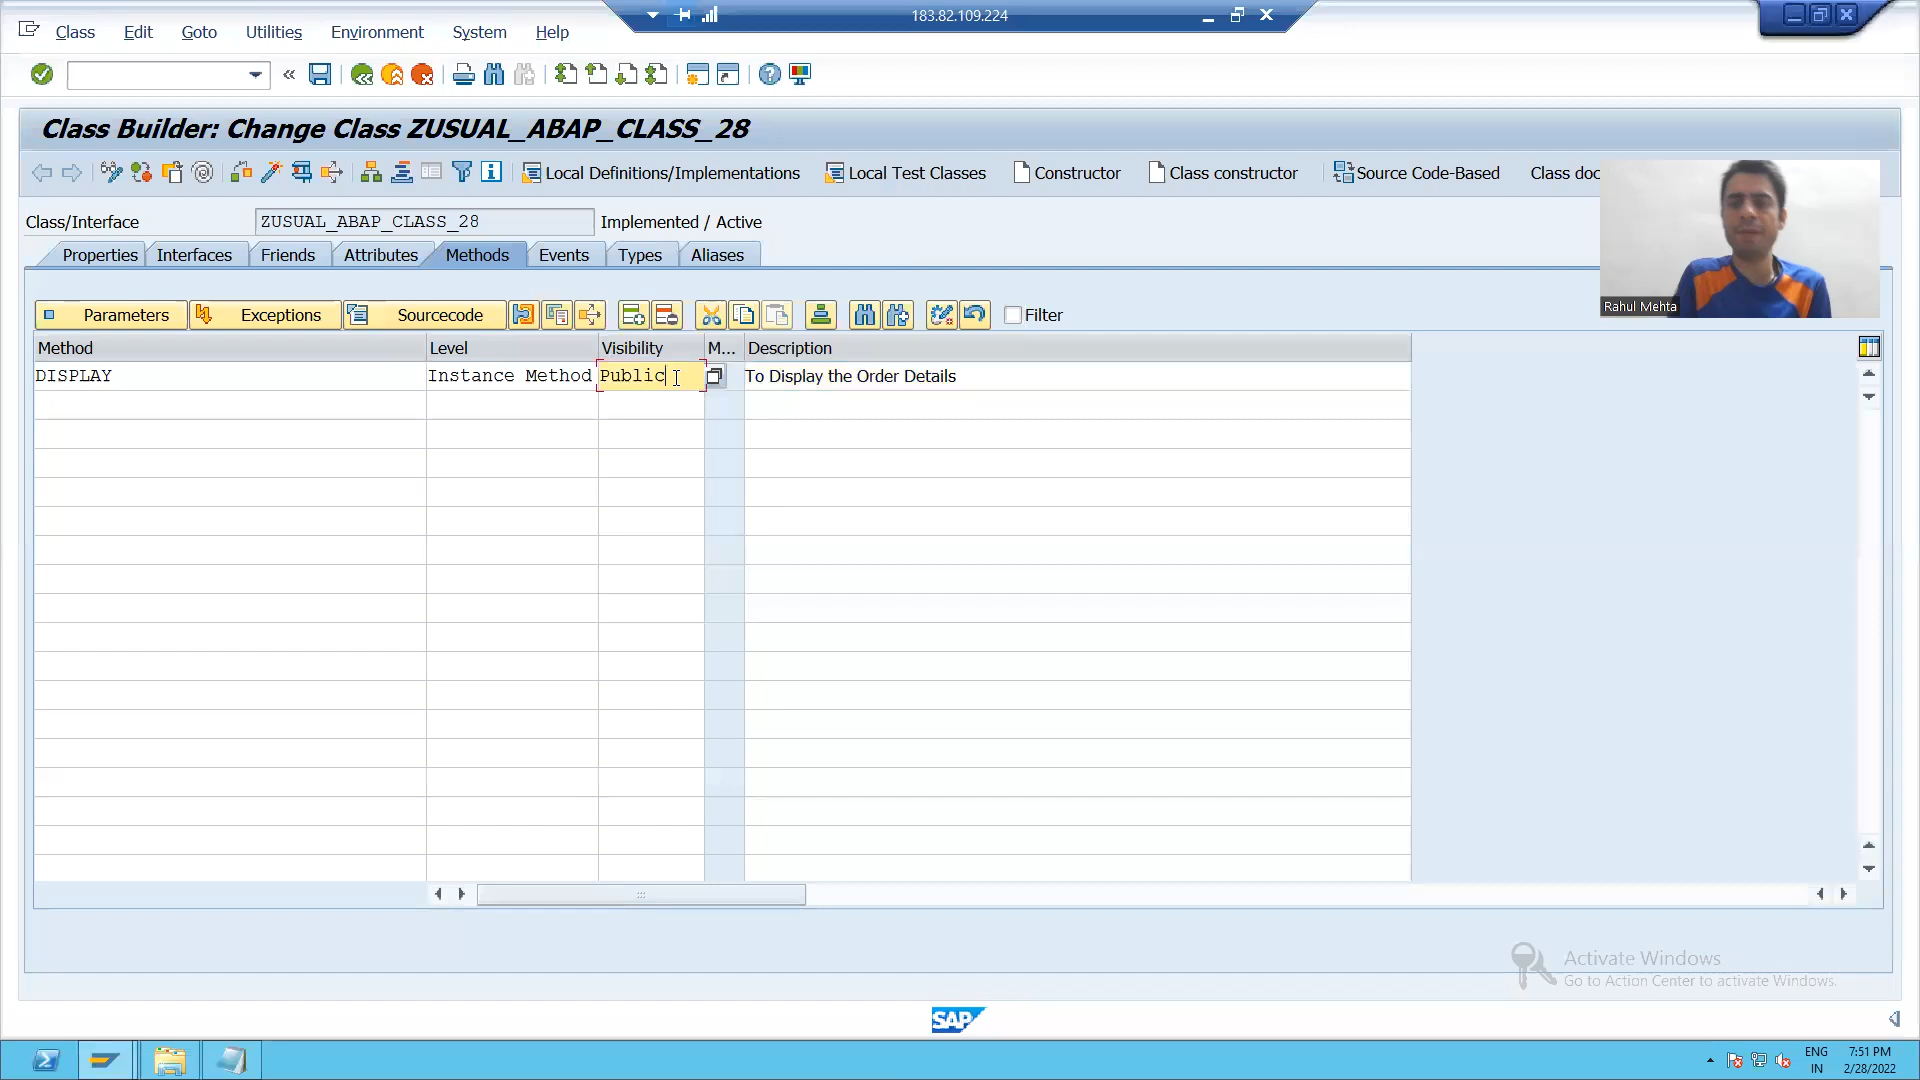 183.82.109.224
Class Edit Goto Utilities Environment System Help
Class Builder: Change Class ZUSUAL_ABAP_CLASS_28
Local Definitions/Implementations Local Test Classes Constructor Class constructor Source Code-Based Class doc
Class/Interface ZUSUAL_ABAP_CLASS_28 Implemented / Active
Properties Interfaces Friends Attributes Methods Events Types Aliases
Rahul Mehta
Parameters Exceptions Sourcecode Filter
Method Level Visibility M... Description
DISPLAY Instance Method Public To Display the Order Details
Activate Windows
Go to Action Center to activate Windows.
SAP
ENG 7:51 PM
IN 2/28/2022